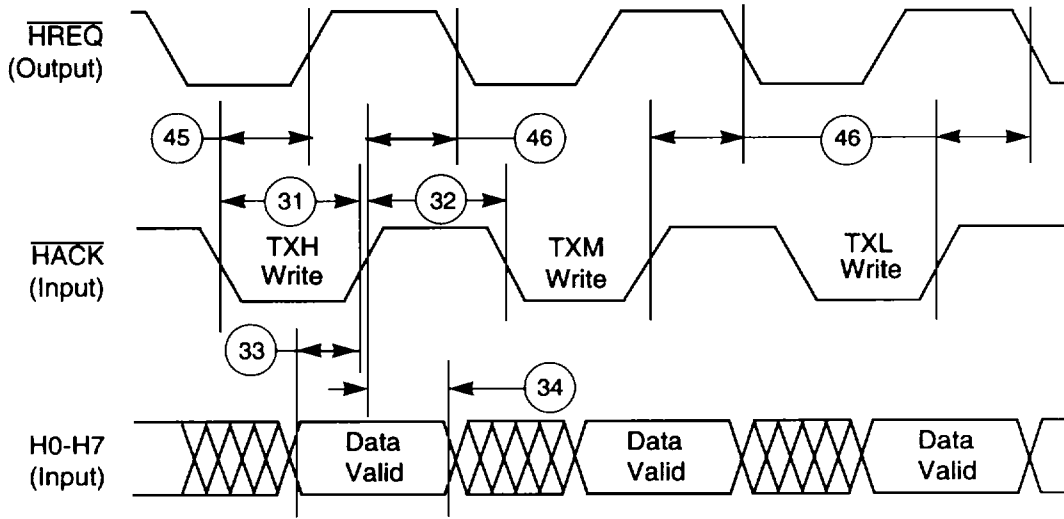 HREQ
(Output)
45
46
46
31
32
HACK
(Input)
TXH
Write
TXM
Write
TXL
Write
33
34
H0-H7
(Input)
Data
Valid
Data
Valid
Data
Valid